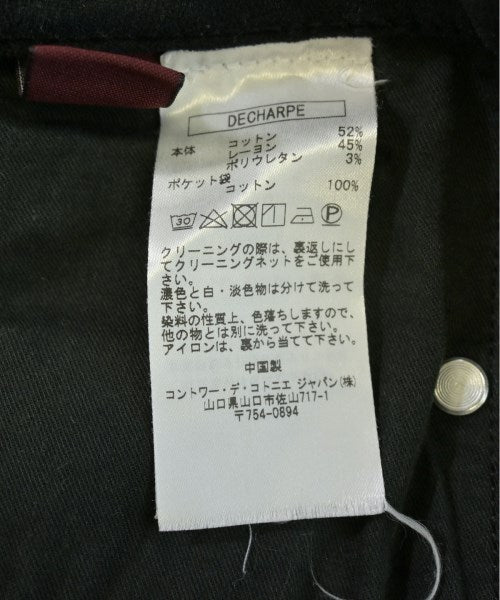 DECHARPE
本体 コットン 52%
レーヨン 45%
ポリウレタン 3%
ポケット袋
コットン 100%
30 P
クリーニングの際は、裏返しにし
てクリーニングネットをご使用下
さい。
濃色と白・淡色物は分けて洗って
下さい。
染料の性質上、色落ちしますので、
他の物とは別に洗って下さい。
アイロンは、裏から当てて下さい。
中国製
コントワー・デ・コトニエ ジャパン(株)
山口県山口市佐山717-1
〒754-0894